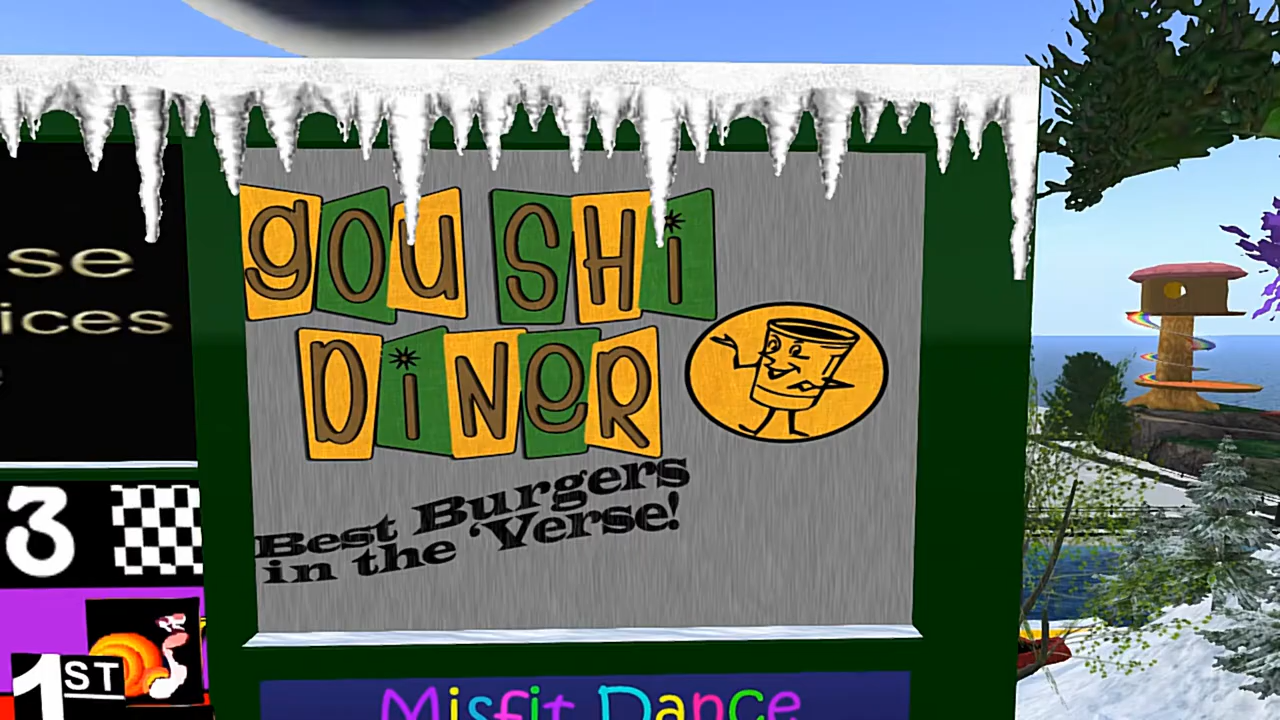 se
ices
gou SHi
DiNeR
Best Burgers
in the 'Verse!
3
1ST
Misfit Dance